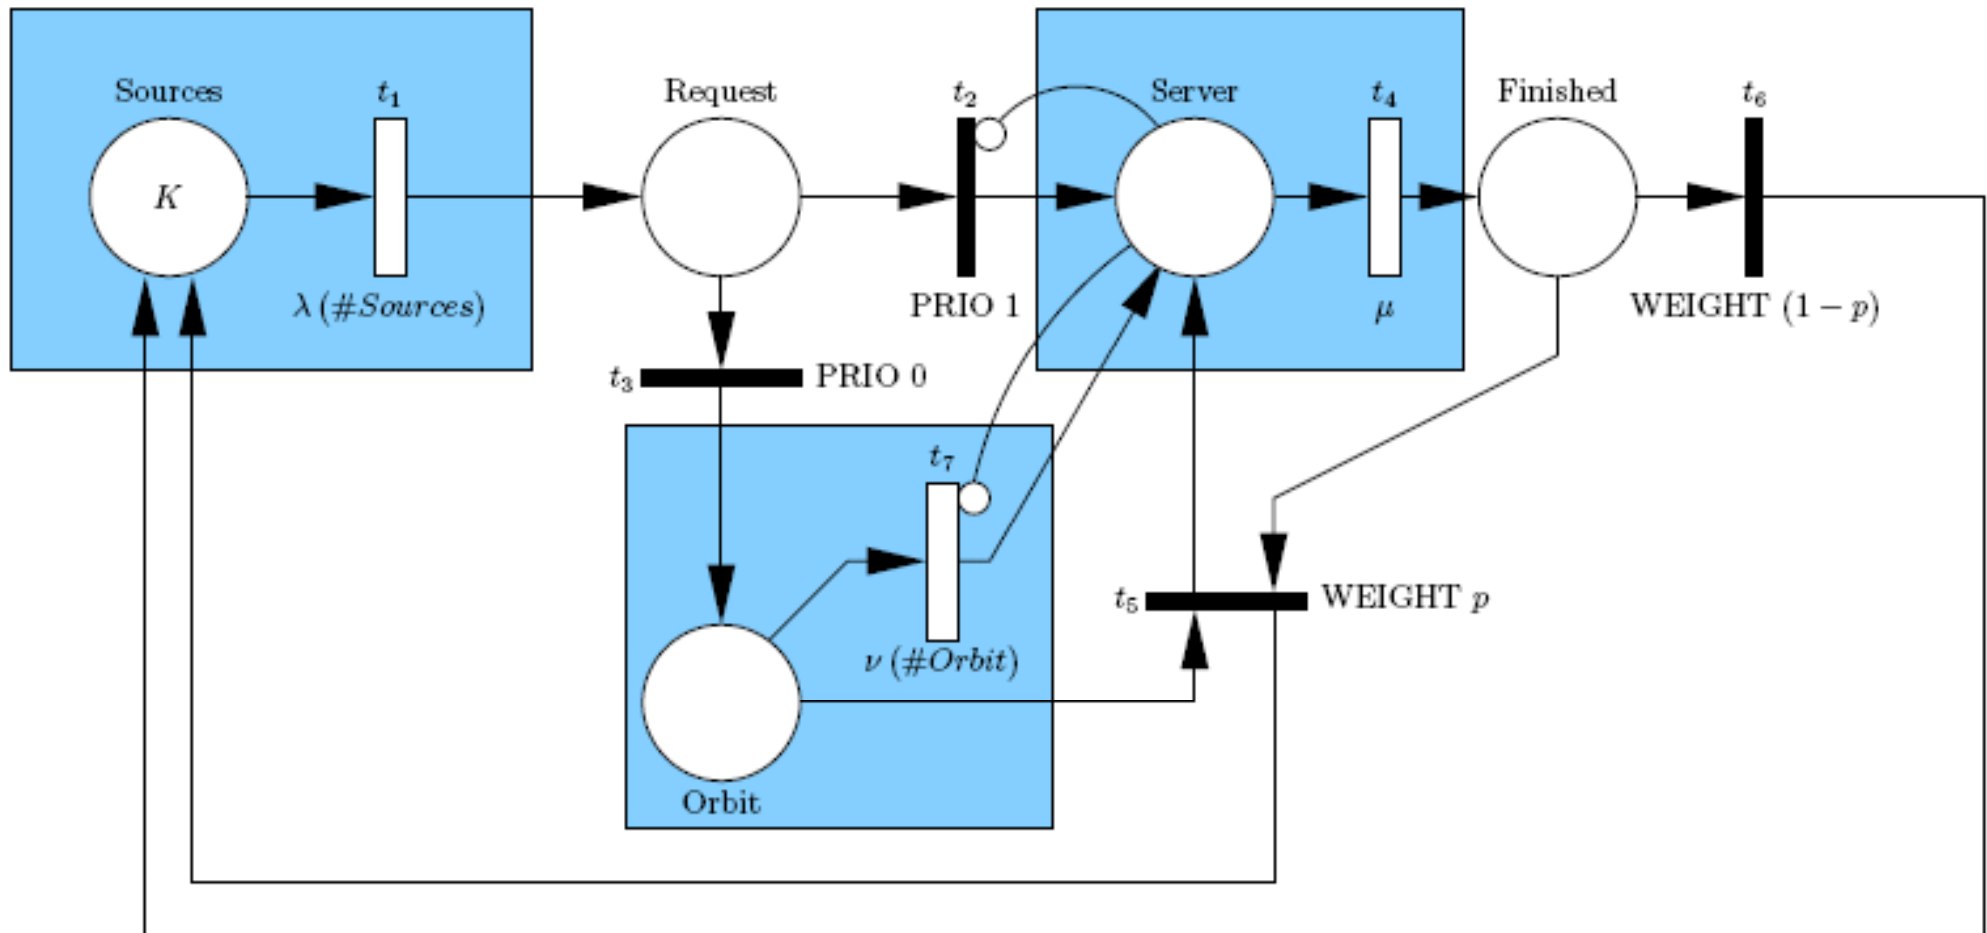 Sources
t₁
Request
t₂
Server
t₄
Finished
t₆
K
λ (#Sources)
PRIO 1
μ
WEIGHT (1 − p)
t₃
PRIO 0
t₇
t₅
WEIGHT p
ν (#Orbit)
Orbit